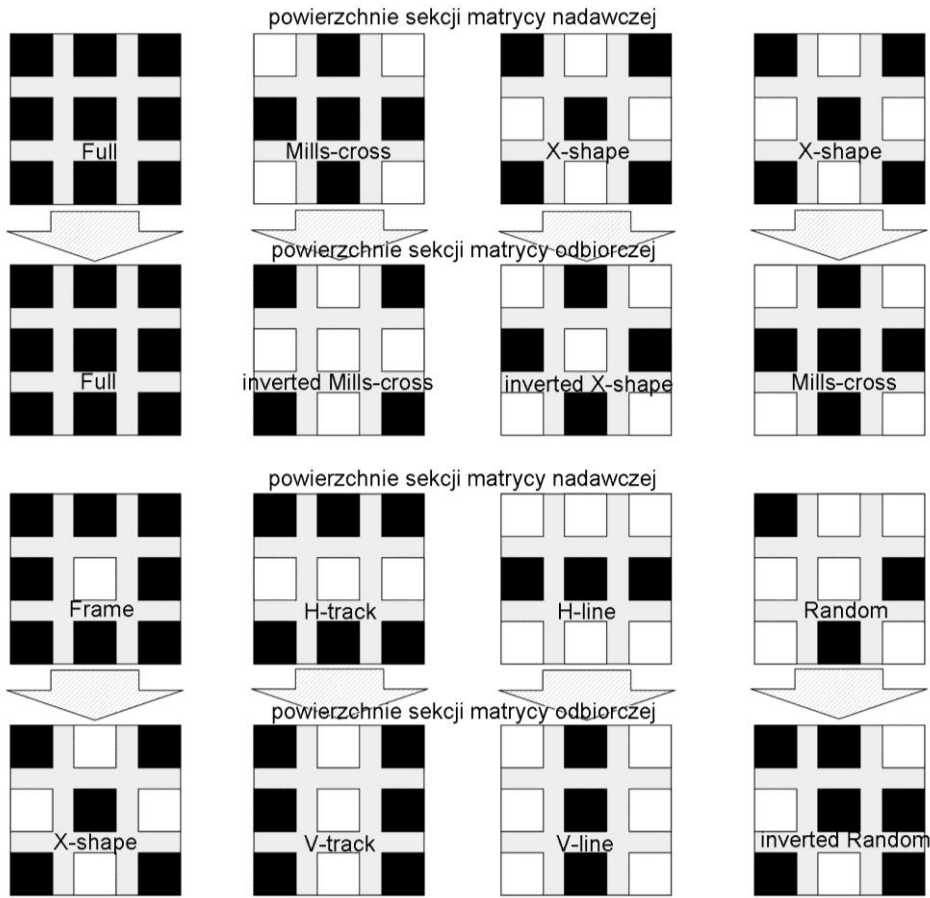 powierzchnie sekcji matrycy nadawczej
Full Mills-cross X-shape X-shape
powierzchnie sekcji matrycy odbiorczej
Full inverted Mills-cross inverted X-shape Mills-cross
powierzchnie sekcji matrycy nadawczej
Frame H-track H-line Random
powierzchnie sekcji matrycy odbiorczej
X-shape V-track V-line inverted Random